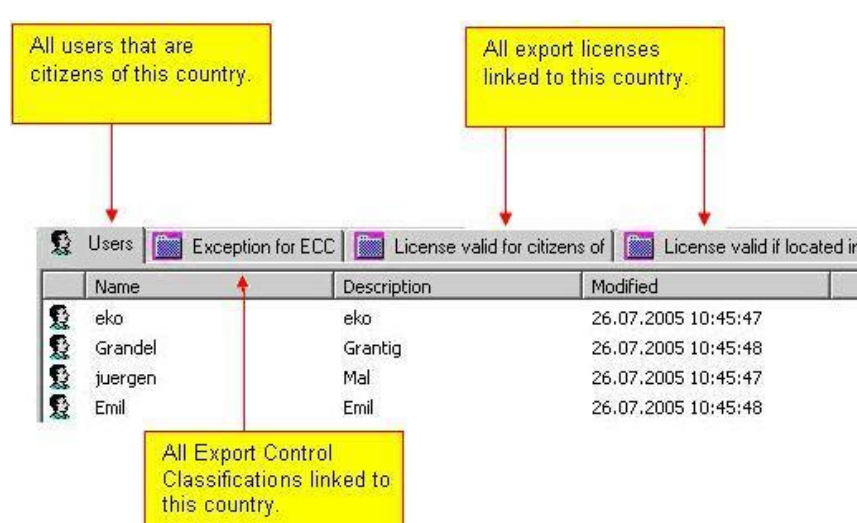 All users that are
citizens of this country.
All export licenses
linked to this country.
Users
Exception for ECC
License valid for citizens of
License valid if located in
Name
Description
Modified
eko
eko
26.07.2005 10:45:47
Grandel
Grantig
26.07.2005 10:45:48
juergen
Mal
26.07.2005 10:45:47
Emil
Emil
26.07.2005 10:45:48
All Export Control
Classifications linked to
this country.